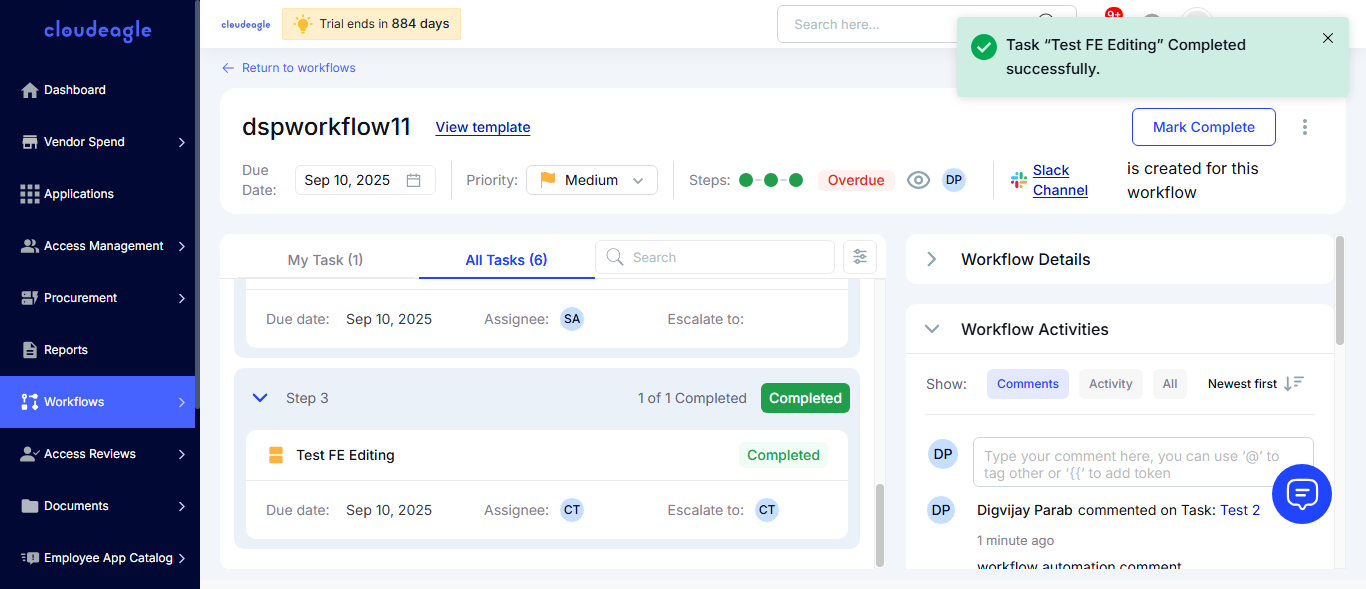 cloudeagle
Dashboard
Vendor Spend
Applications
Access Management
Procurement
Reports
Workflows
Access Reviews
Documents
Employee App Catalog
cloudeagle
Trial ends in 884 days
Search here...
9+
Task “Test FE Editing” Completed
successfully.
Return to workflows
dspworkflow11
View template
Mark Complete
Due
Date:
Sep 10, 2025
Priority:
Medium
Steps:
Overdue
DP
Slack
Channel
is created for this
workflow
My Task (1)
All Tasks (6)
Search
Due date: Sep 10, 2025
Assignee: SA
Escalate to:
Step 3
1 of 1 Completed
Completed
Test FE Editing
Completed
Due date: Sep 10, 2025
Assignee: CT
Escalate to: CT
Workflow Details
Workflow Activities
Show:
Comments
Activity
All
Newest first
DP
Type your comment here, you can use ‘@’ to
tag other or ‘{{‘ to add token
DP
Digvijay Parab commented on Task: Test 2
1 minute ago
workflow automation comment